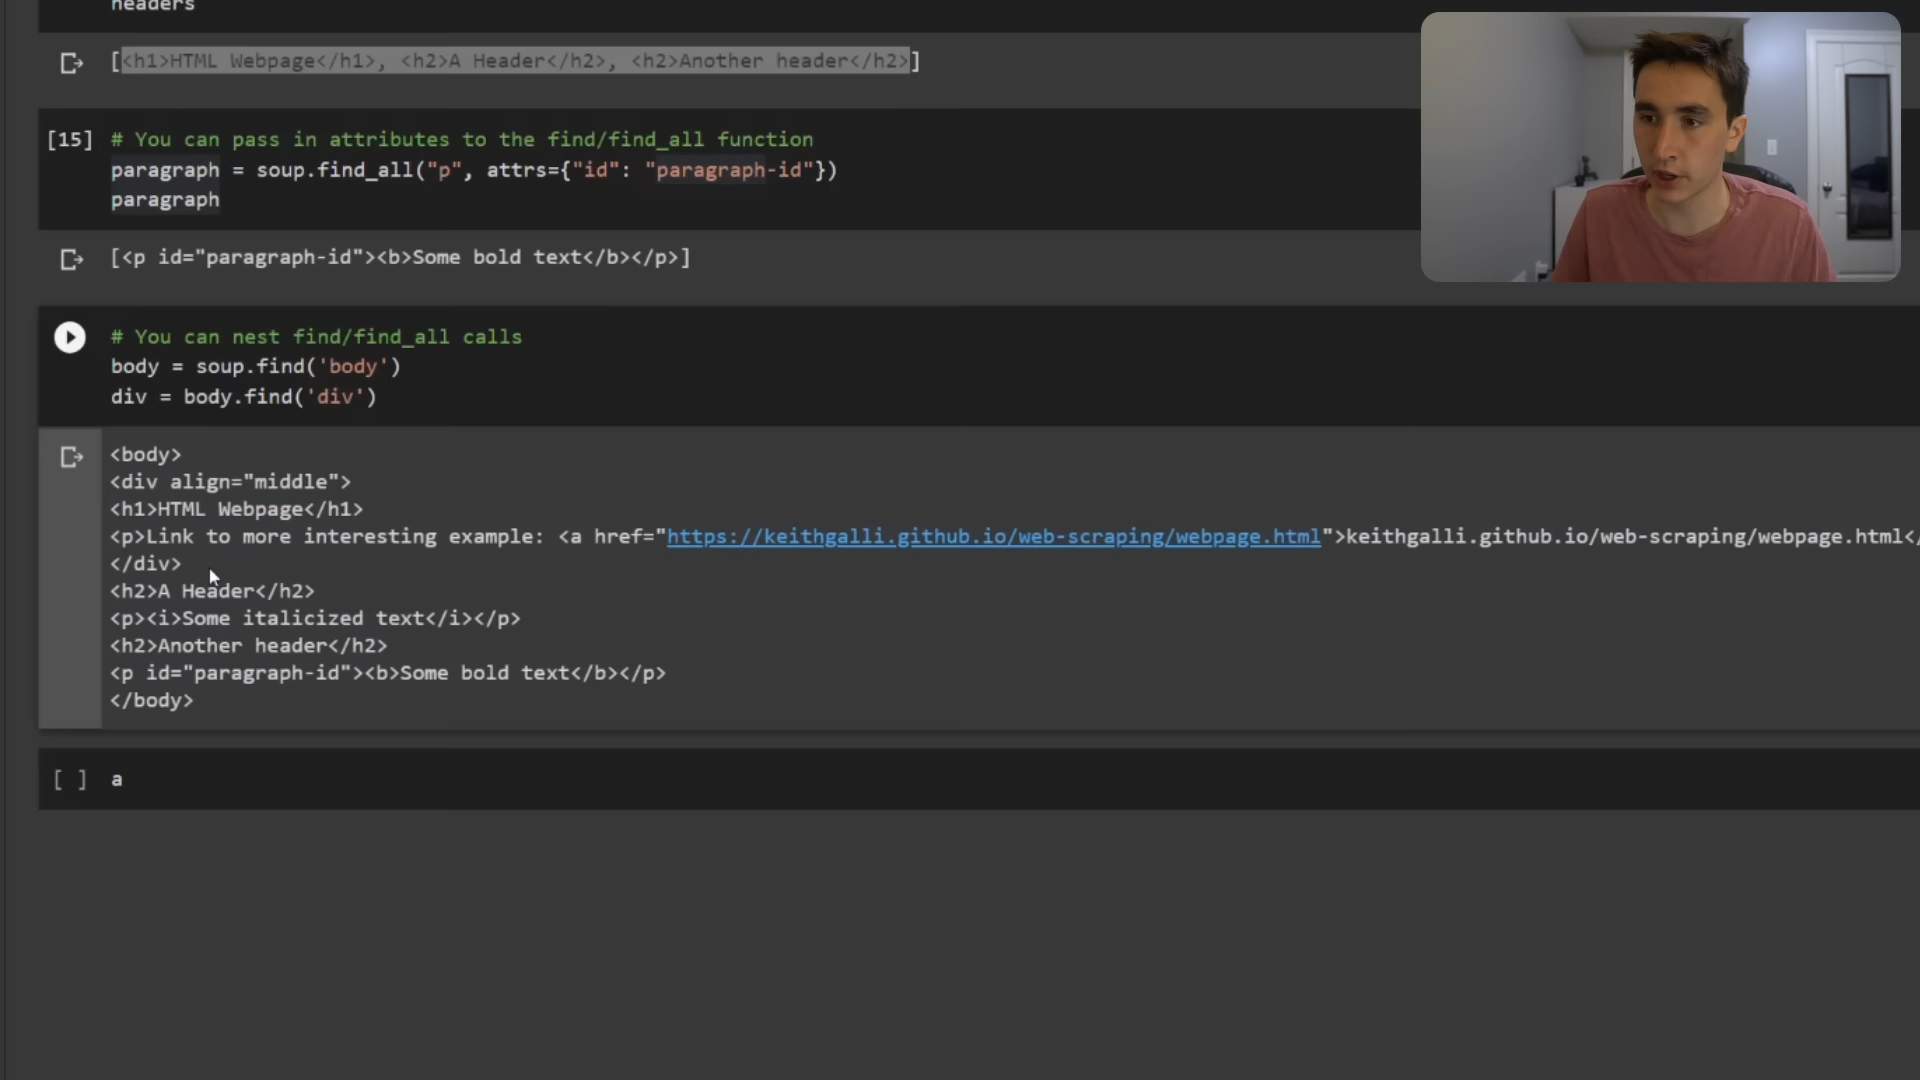 headers
[<h1>HTML Webpage</h1>, <h2>A Header</h2>, <h2>Another header</h2>]
[15] # You can pass in attributes to the find/find_all function
paragraph = soup.find_all("p", attrs={"id": "paragraph-id"})
paragraph
[<p id="paragraph-id"><b>Some bold text</b></p>]
# You can nest find/find_all calls
body = soup.find('body')
div = body.find('div')
<body>
<div align="middle">
<h1>HTML Webpage</h1>
<p>Link to more interesting example: <a href="https://keithgalli.github.io/web-scraping/webpage.html">keithgalli.github.io/web-scraping/webpage.html</
</div>
<h2>A Header</h2>
<p><i>Some italicized text</i></p>
<h2>Another header</h2>
<p id="paragraph-id"><b>Some bold text</b></p>
</body>
[ ] a